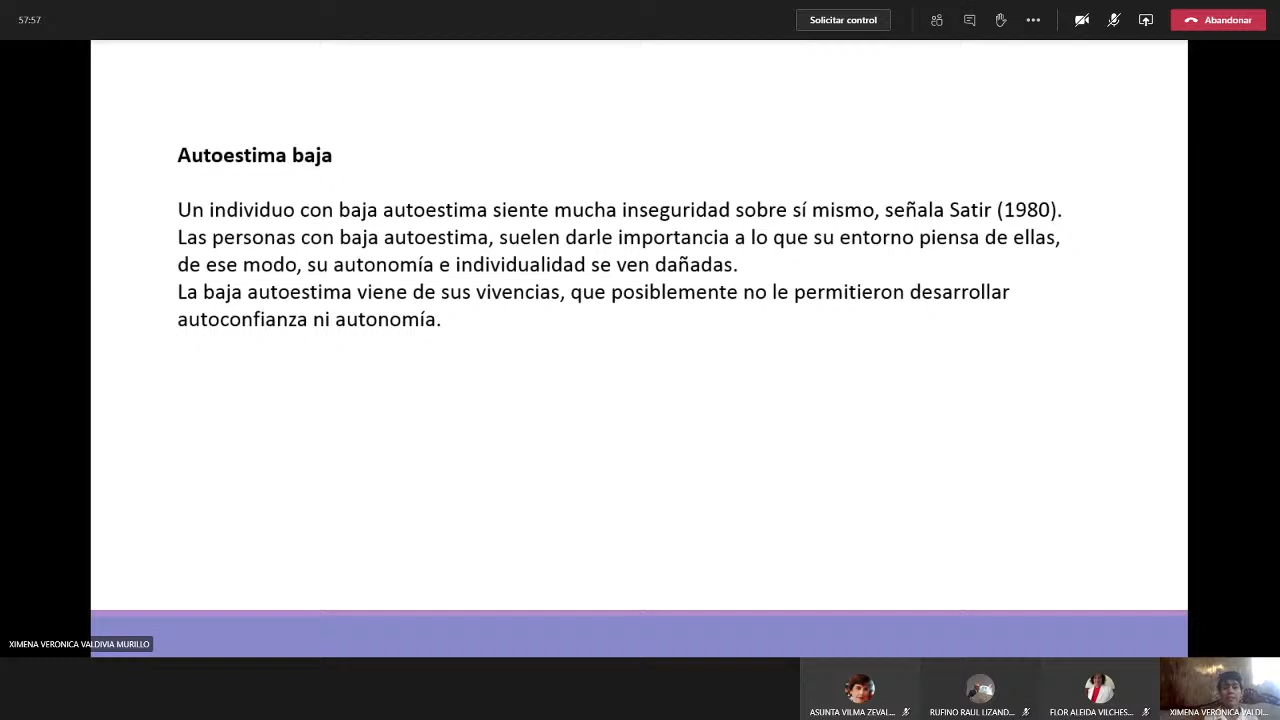 57:57
Solicitar control
Abandonar
Autoestima baja
Un individuo con baja autoestima siente mucha inseguridad sobre sí mismo, señala Satir (1980).
Las personas con baja autoestima, suelen darle importancia a lo que su entorno piensa de ellas,
de ese modo, su autonomía e individualidad se ven dañadas.
La baja autoestima viene de sus vivencias, que posiblemente no le permitieron desarrollar
autoconfianza ni autonomía.
XIMENA VERONICA VALDIVIA MURILLO
ASUNTA VILMA ZEVAL...
RUFINO RAUL LIZAND...
FLOR ALEIDA VILCHES...
XIMENA VERONICA VALDI...